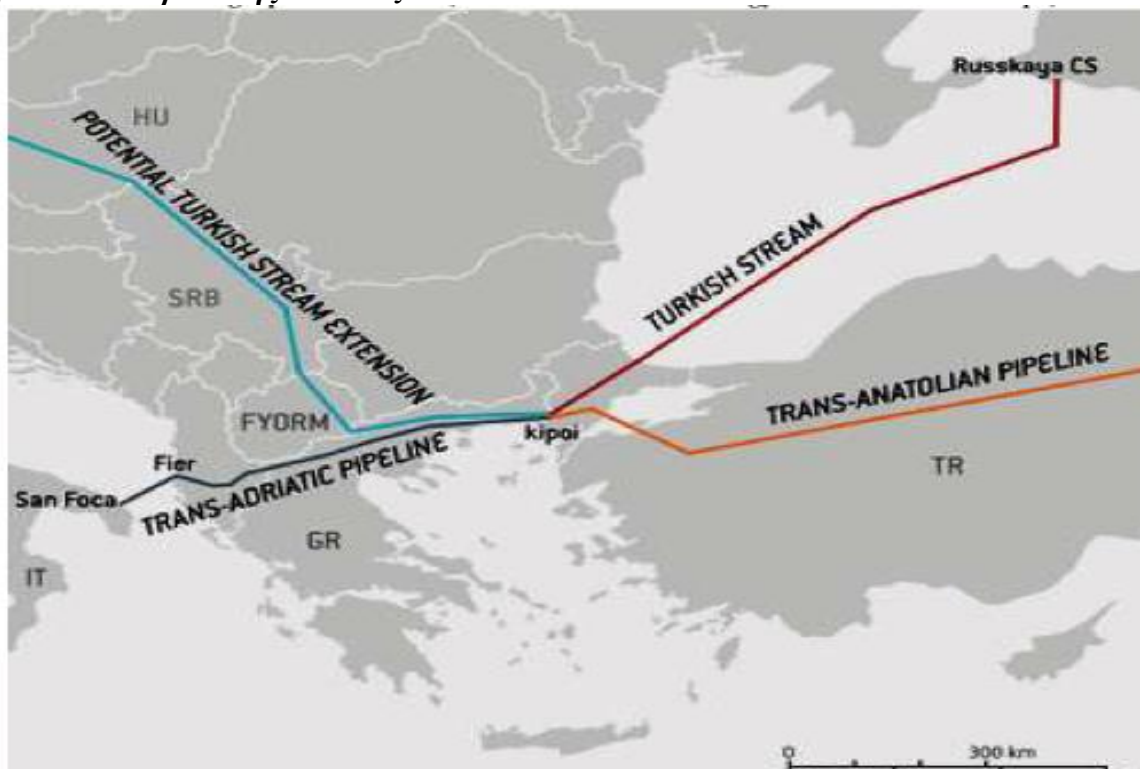 Russkaya CS
HU
POTENTIAL TURKISH STREAM EXTENSION
TURKISH STREAM
SRB
TRANS-ANATOLIAN PIPELINE
FYORM
kipoi
Fier
TRANS-ADRIATIC PIPELINE
San Foca
TR
GR
IT
0 300 km